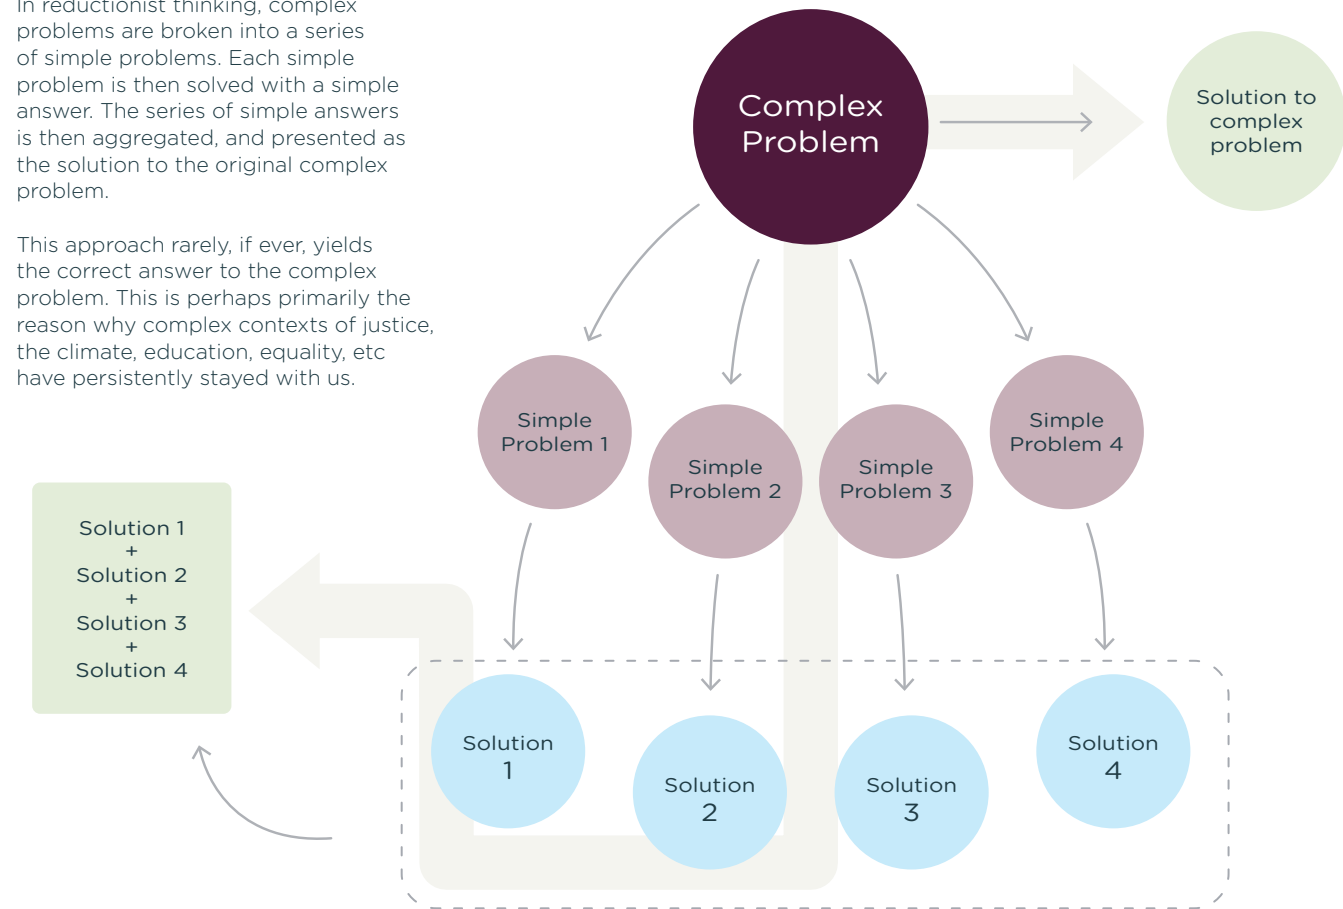 In reductionist thinking, complex
problems are broken into a series
of simple problems. Each simple
problem is then solved with a simple
answer. The series of simple answers
is then aggregated, and presented as
the solution to the original complex
problem.
This approach rarely, if ever, yields
the correct answer to the complex
problem. This is perhaps primarily the
reason why complex contexts of justice,
the climate, education, equality, etc
have persistently stayed with us.
Complex
Problem
Solution to
complex
problem
Simple
Problem 1
Simple
Problem 2
Simple
Problem 3
Simple
Problem 4
Solution 1
+
Solution 2
+
Solution 3
+
Solution 4
Solution
1
Solution
2
Solution
3
Solution
4